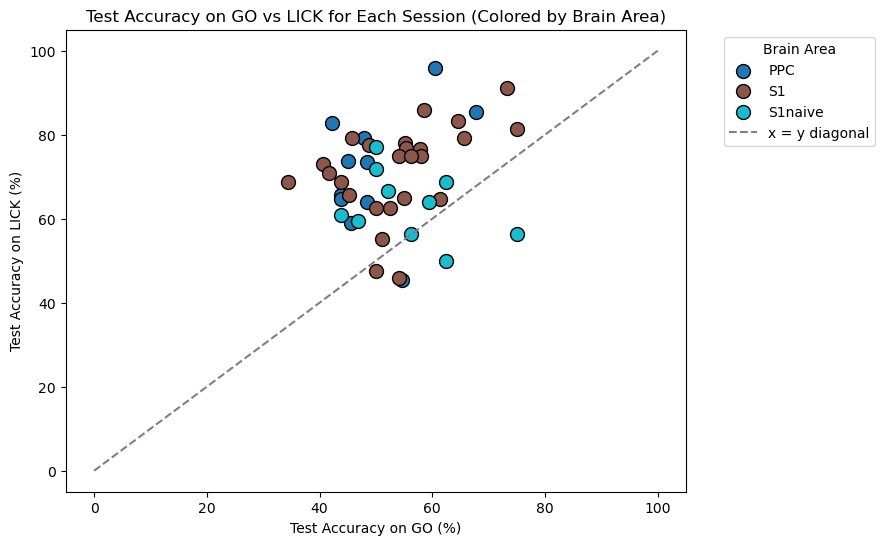 Test Accuracy on GO vs LICK for Each Session (Colored by Brain Area)
Brain Area
PPC
S1
S1naive
x = y diagonal
Test Accuracy on LICK (%)
100
80
60
40
20
0
0 20 40 60 80 100
Test Accuracy on GO (%)